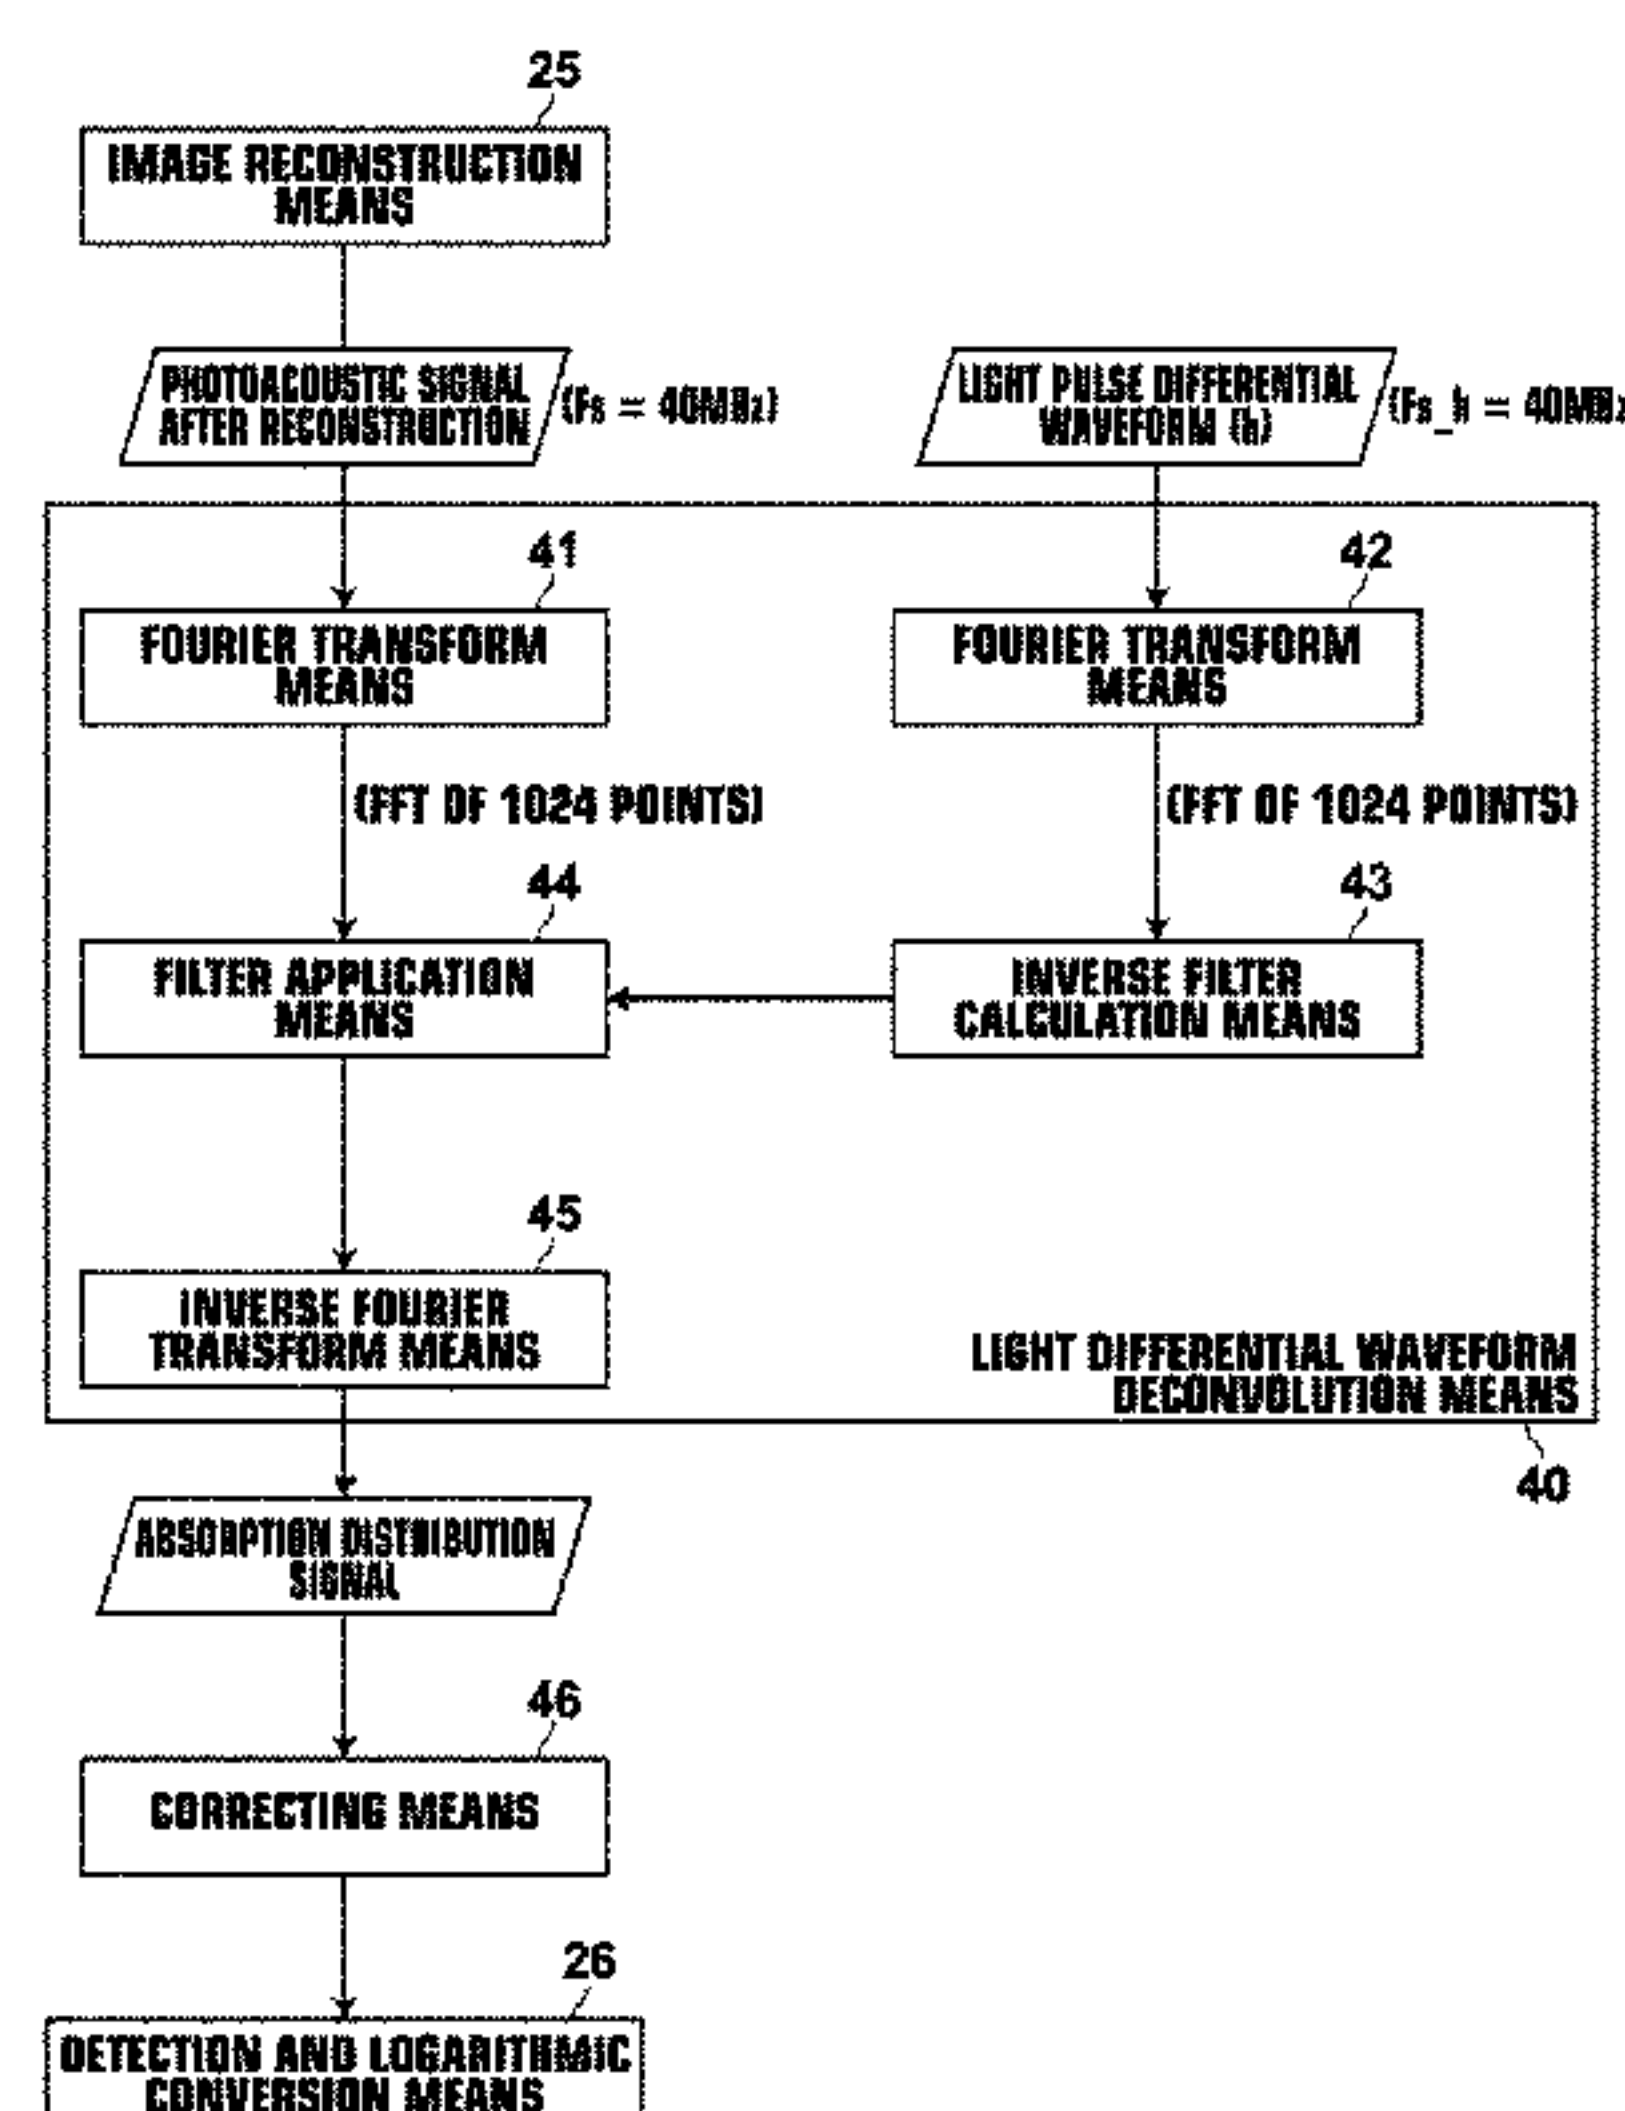 25
IMAGE RECONSTRUCTION
MEANS
PHOTOACOUSTIC SIGNAL
AFTER RECONSTRUCTION
(Fs = 40MHz)
LIGHT PULSE DIFFERENTIAL
WAVEFORM (h)
(Fs_h = 40MHz
41
FOURIER TRANSFORM
MEANS
42
FOURIER TRANSFORM
MEANS
(FFT OF 1024 POINTS)
(FFT OF 1024 POINTS)
44
FILTER APPLICATION
MEANS
43
INVERSE FILTER
CALCULATION MEANS
45
INVERSE FOURIER
TRANSFORM MEANS
LIGHT DIFFERENTIAL WAVEFORM
DECONVOLUTION MEANS
40
ABSORPTION DISTRIBUTION
SIGNAL
46
CORRECTING MEANS
26
DETECTION AND LOGARITHMIC
CONVERSION MEANS